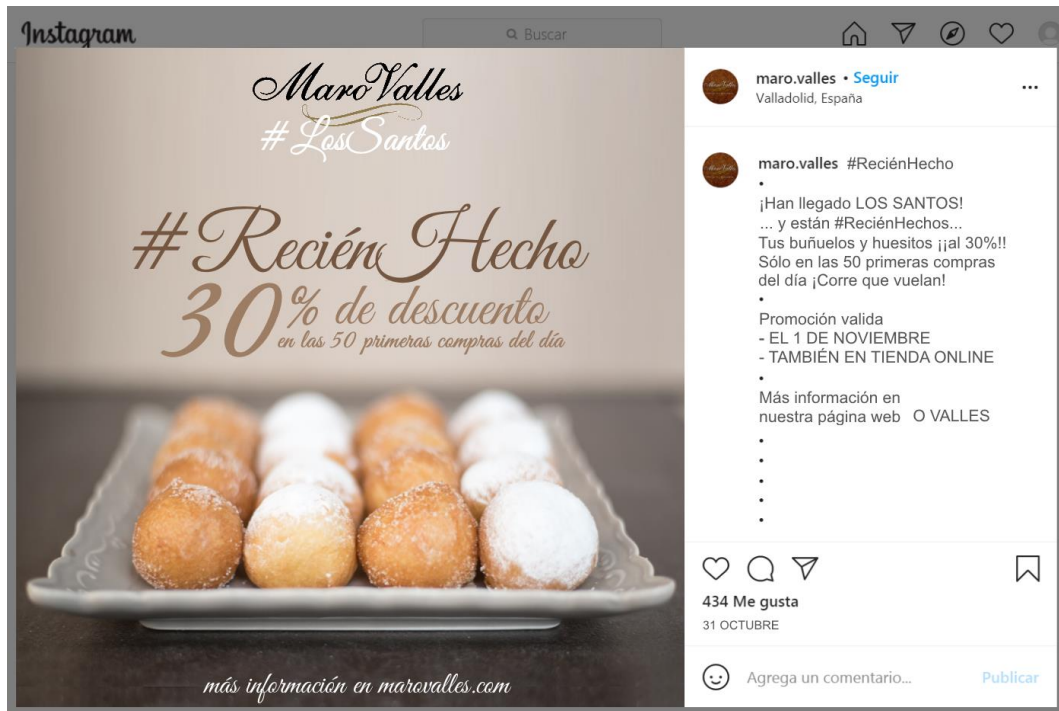 Instagram
Buscar
MaroValles
#LosSantos
#ReciénHecho
30% de descuento
en las 50 primeras compras del día
más información en marovalles.com
maro.valles • Seguir
Valladolid, España
maro.valles #ReciénHecho
•
¡Han llegado LOS SANTOS!
... y están #ReciénHechos...
Tus buñuelos y huesitos ¡¡al 30%!!
Sólo en las 50 primeras compras
del día ¡Corre que vuelan!
•
Promoción valida
- EL 1 DE NOVIEMBRE
- TAMBIÉN EN TIENDA ONLINE
•
Más información en
nuestra página web O VALLES
•
•
•
•
•
434 Me gusta
31 OCTUBRE
Agrega un comentario...
Publicar